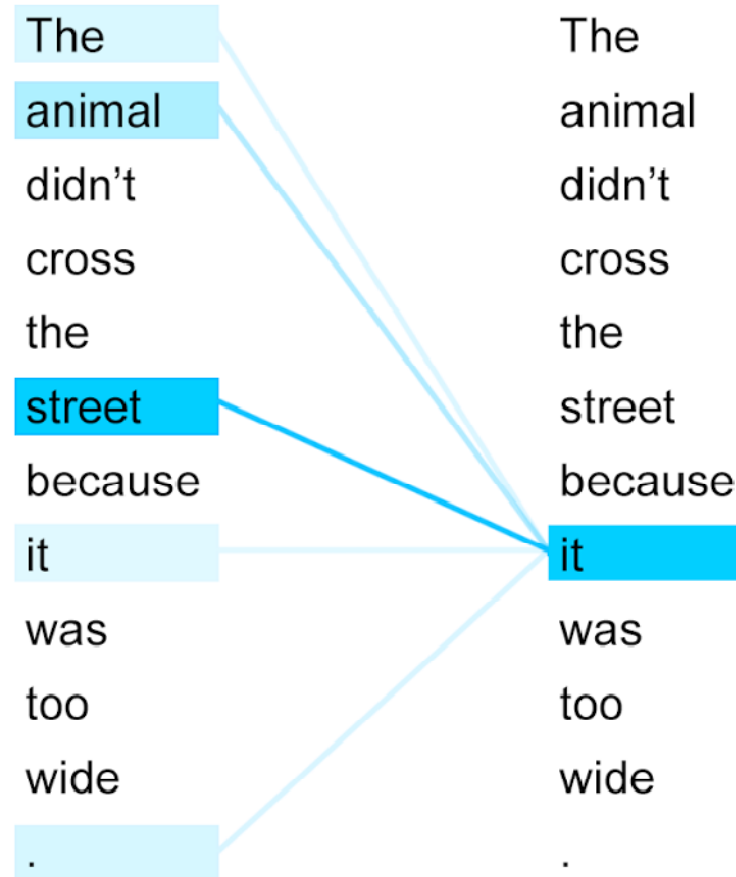 The
animal
didn’t
cross
the
street
because
it
was
too
wide
.
The
animal
didn’t
cross
the
street
because
it
was
too
wide
.